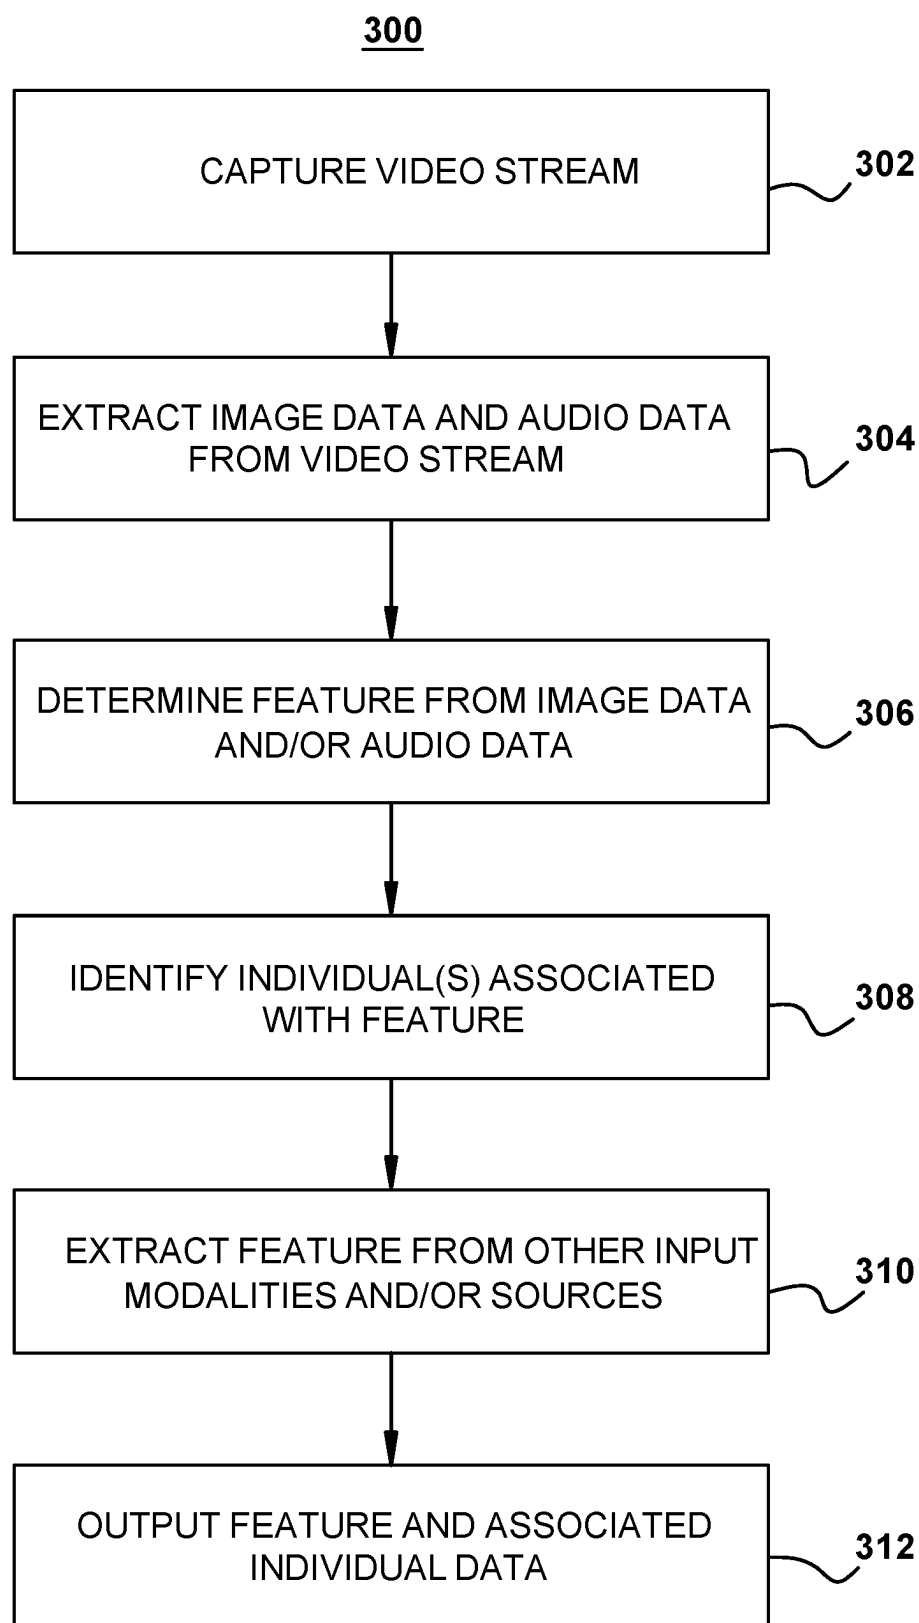 300
CAPTURE VIDEO STREAM
302
EXTRACT IMAGE DATA AND AUDIO DATA
FROM VIDEO STREAM
304
DETERMINE FEATURE FROM IMAGE DATA
AND/OR AUDIO DATA
306
IDENTIFY INDIVIDUAL(S) ASSOCIATED
WITH FEATURE
308
EXTRACT FEATURE FROM OTHER INPUT
MODALITIES AND/OR SOURCES
310
OUTPUT FEATURE AND ASSOCIATED
INDIVIDUAL DATA
312